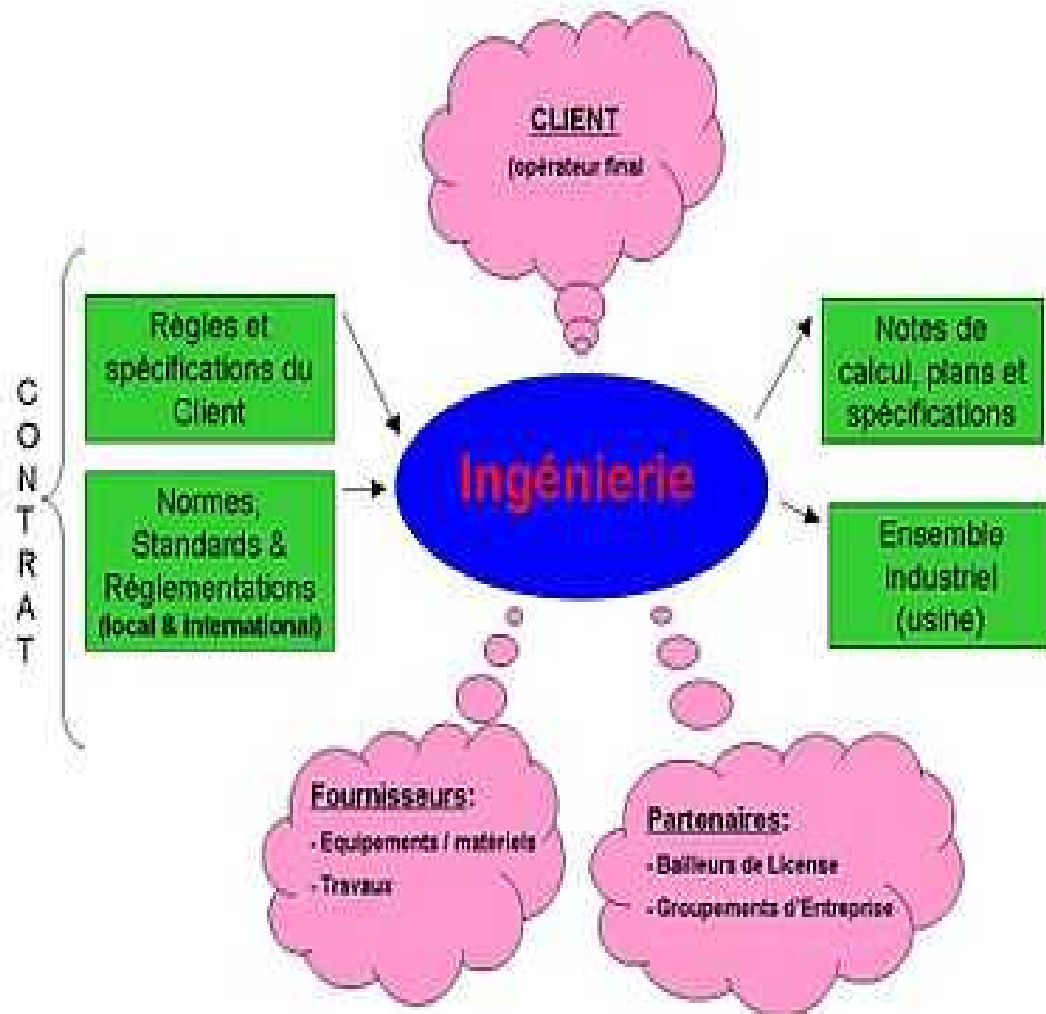 CLIENT
(opérateur final
CONTRAT
Règles et
spécifications du
Client
Normes,
Standards &
Réglementations
(local & international)
Ingénierie
Notes de
calcul, plans et
spécifications
Ensemble
industriel
(usine)
Fournisseurs:
- Equipements / matériels
- Travaux
Partenaires:
- Bailleurs de License
- Groupements d'Entreprise